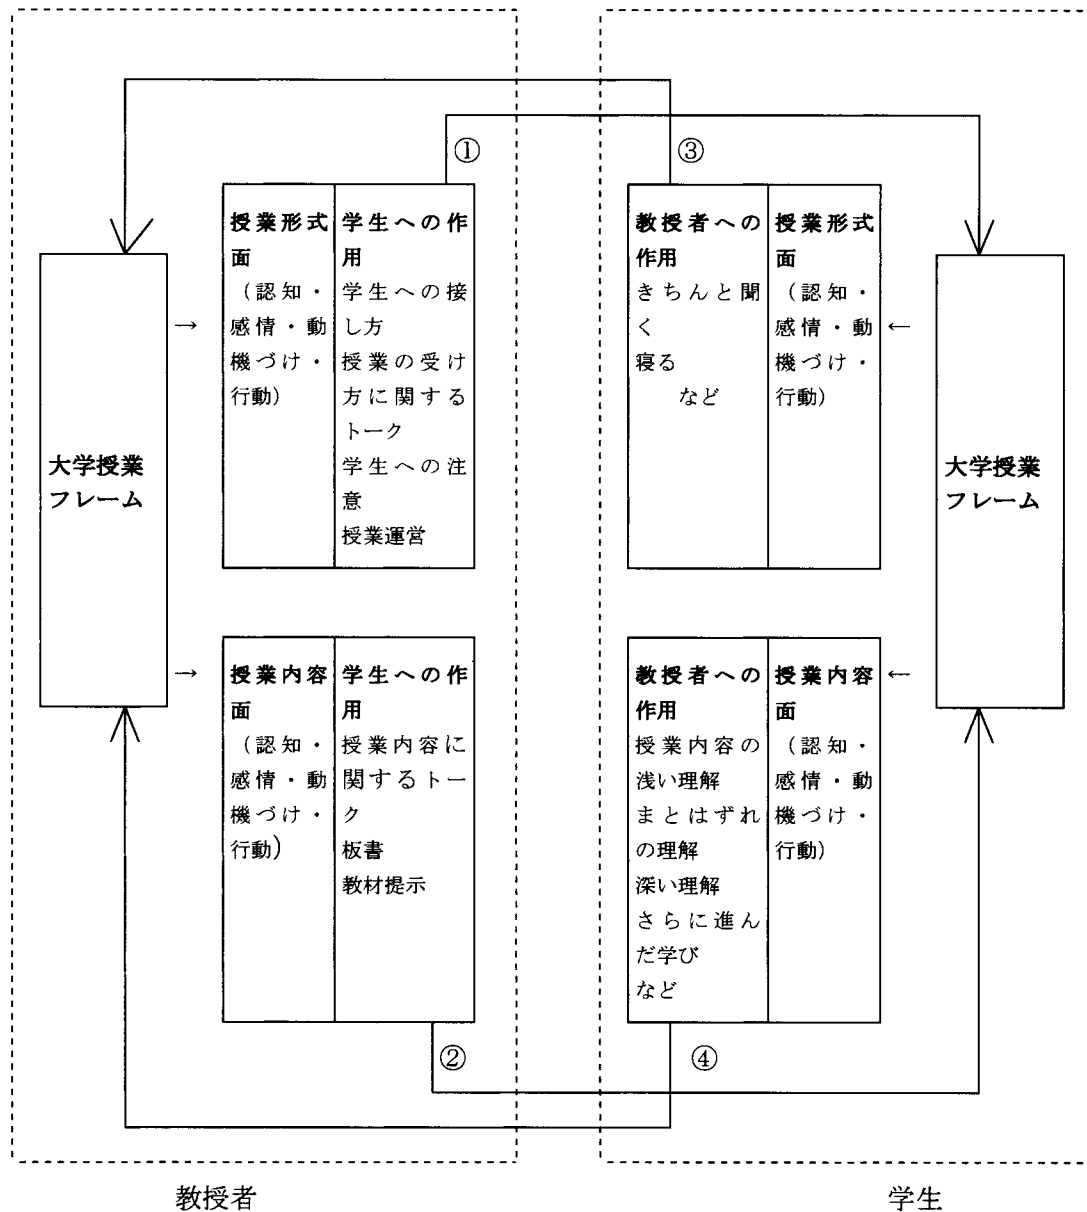 ①
③
授業形式
面
（認知・
感情・動
機づけ・
行動）
学生への作
用
学生への接
し方
授業の受け
方に関する
トーク
学生への注
意
授業運営
教授者への
作用
きちんと聞
く
寝る
など
授業形式
面
（認知・
感情・動
機づけ・
行動）
→
←
大学授業
フレーム
大学授業
フレーム
→
←
授業内容
面
（認知・
感情・動
機づけ・
行動）
学生への作
用
授業内容に
関するトー
ク
板書
教材提示
教授者への
作用
授業内容の
浅い理解
まとはずれ
の理解
深い理解
さらに進ん
だ学び
など
授業内容
面
（認知・
感情・動
機づけ・
行動）
②
④
教授者
学生